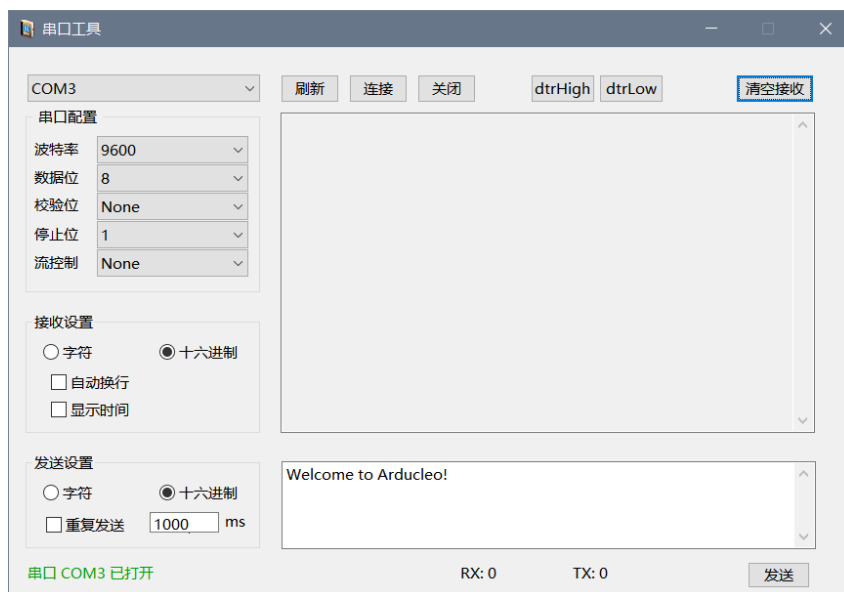 串口工具
COM3
刷新 连接 关闭 dtrHigh dtrLow 清空接收
串口配置
波特率 9600
数据位 8
校验位 None
停止位 1
流控制 None
接收设置
字符 十六进制
自动换行
显示时间
发送设置
字符 十六进制
重复发送 1000 ms
Welcome to Arducleo!
串口 COM3 已打开 RX: 0 TX: 0 发送